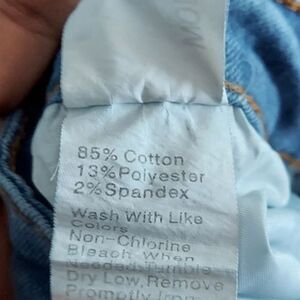 85% Cotton
13% Polyester
2% Spandex
Wash With Like
Colors
Non-Chlorine
Bleach When
Needed Tumble
Dry Low, Remove
Promptly Iron